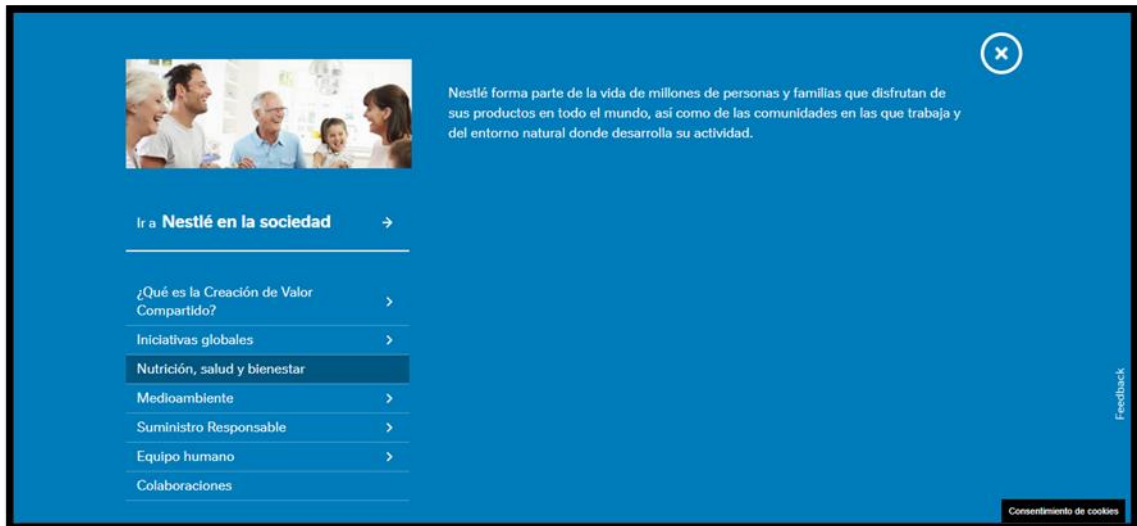 Nestlé forma parte de la vida de millones de personas y familias que disfrutan de
sus productos en todo el mundo, así como de las comunidades en las que trabaja y
del entorno natural donde desarrolla su actividad.
Ir a Nestlé en la sociedad
¿Qué es la Creación de Valor
Compartido?
Iniciativas globales
Nutrición, salud y bienestar
Medioambiente
Suministro Responsable
Equipo humano
Colaboraciones
Feedback
Consentimiento de cookies